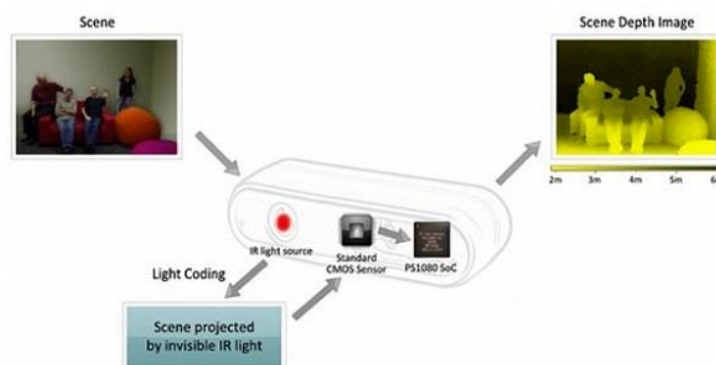 Scene
Scene Depth Image
2m 3m 4m 5m
IR light source
Standard
CMOS Sensor
PS1080 SoC
Light Coding
Scene projected
by invisible IR light